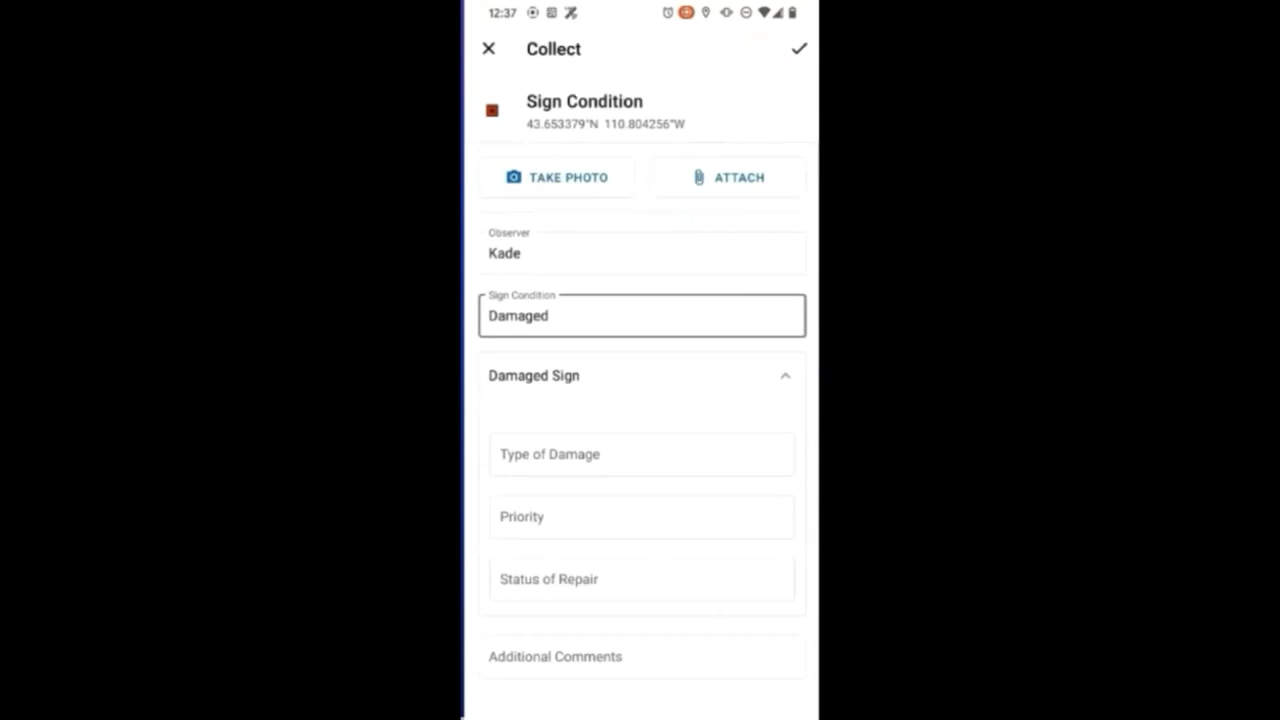 12:37
Collect
Sign Condition
43.653379°N 110.804256°W
TAKE PHOTO
ATTACH
Observer
Kade
Sign Condition
Damaged
Damaged Sign
Type of Damage
Priority
Status of Repair
Additional Comments